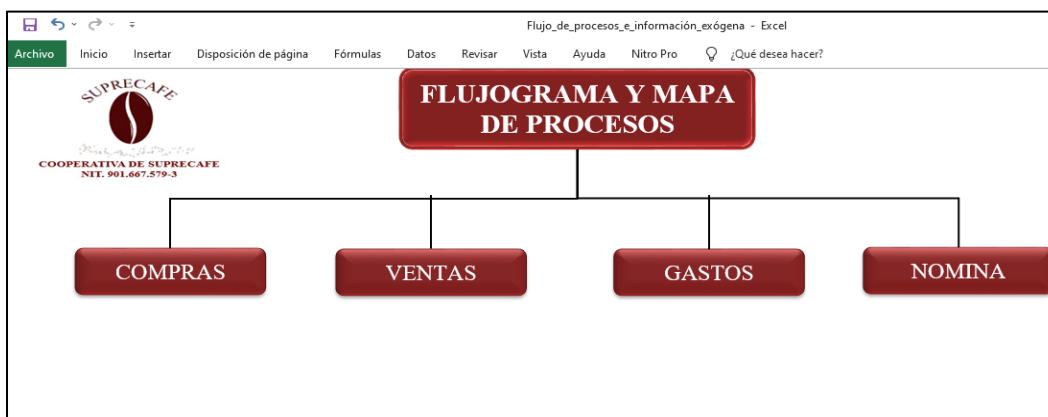 Flujo_de_procesos_e_información_exógena - Excel
Archivo Inicio Insertar Disposición de página Fórmulas Datos Revisar Vista Ayuda Nitro Pro ¿Qué desea hacer?
SUPRECAFE
COOPERATIVA DE SUPRECAFE
NIT. 901.667.579-3
FLUJOGRAMA Y MAPA
DE PROCESOS
COMPRAS VENTAS GASTOS NOMINA